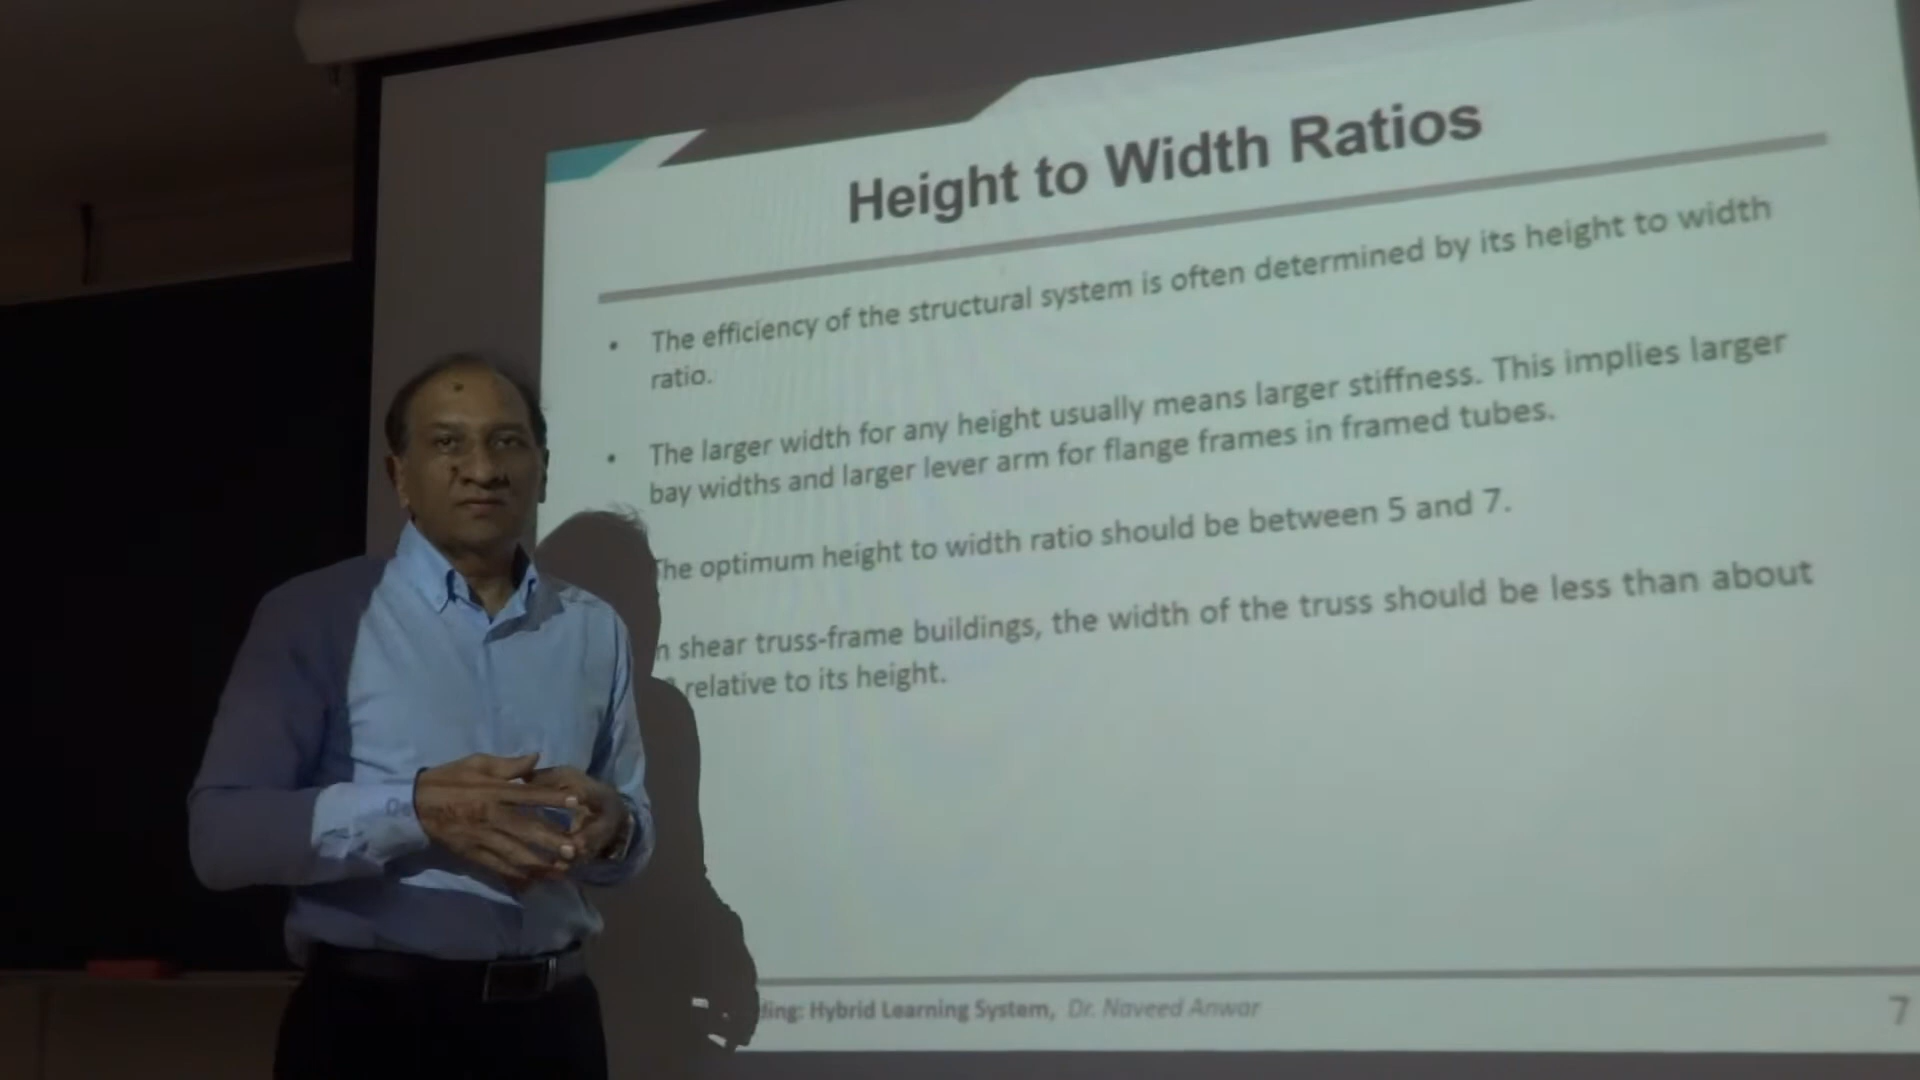 Height to Width Ratios
• The efficiency of the structural system is often determined by its height to width
ratio.
• The larger width for any height usually means larger stiffness. This implies larger
bay widths and larger lever arm for flange frames in framed tubes.
The optimum height to width ratio should be between 5 and 7.
shear truss-frame buildings, the width of the truss should be less than about
relative to its height.
Hybrid Learning System, Dr. Naveed Anwar
7